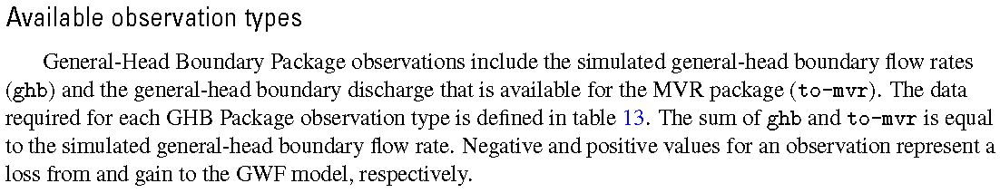 Available observation types
General-Head Boundary Package observations include the simulated general-head boundary flow rates
(ghb) and the general-head boundary discharge that is available for the MVR package (to-mvr). The data
required for each GHB Package observation type is defined in table 13. The sum of ghb and to-mvr is equal
to the simulated general-head boundary flow rate. Negative and positive values for an observation represent a
loss from and gain to the GWF model, respectively.